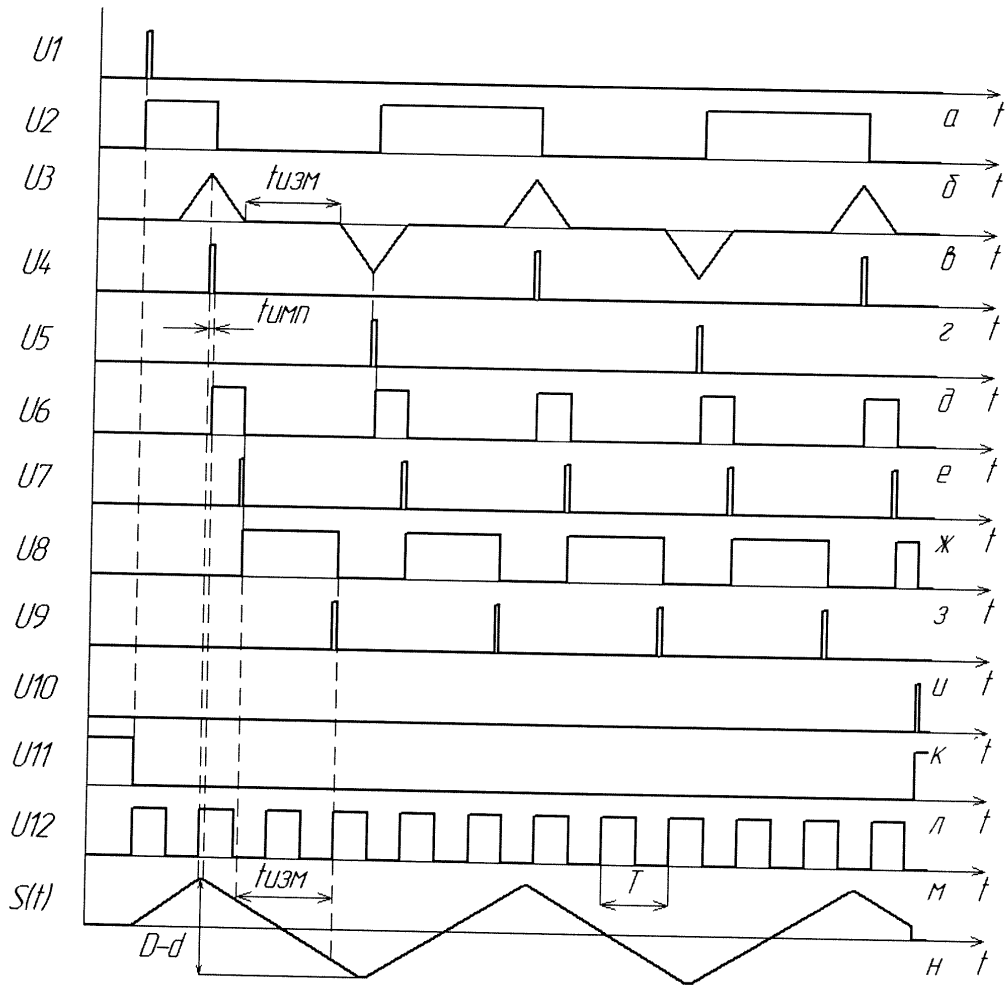 U1
а t
U2
б t
U3
tизм
в t
U4
tимп
г t
U5
д t
U6
е t
U7
ж t
U8
з t
U9
и t
U10
к t
U11
л t
U12
м t
S(t)
tизм
T
D-d
н t